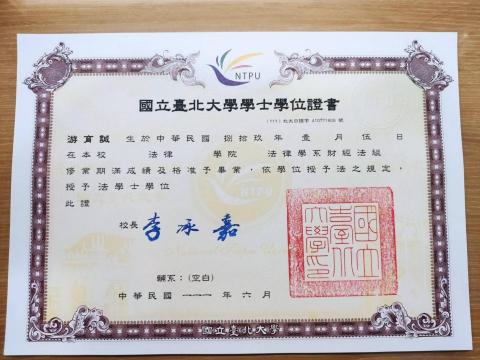 NTPU
國立臺北大學學士學位證書
游育誠 生於中華民國 捌拾玖年 壹月 伍日
在本校 法律 學院 法律學系財經法組
修業期滿成績及格准予畢業,依學位授予法之規定,
授予法學士學位
此證
校長 李承嘉
國立臺北大學印
輔系:(空白)
中華民國 一一一年 六月
國立臺北大學